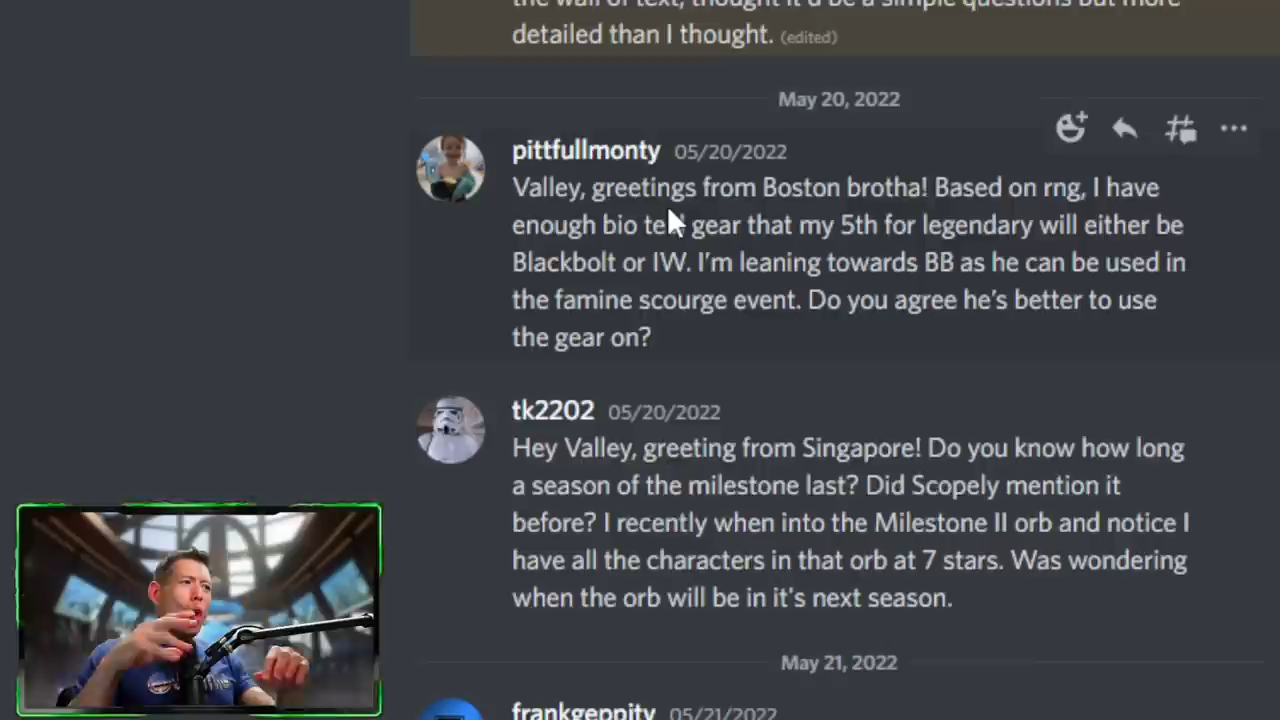 the wall of text, thought it'd be a simple questions but more
detailed than I thought. (edited)
May 20, 2022
pittfullmonty 05/20/2022
Valley, greetings from Boston brotha! Based on rng, I have
enough bio gear that my 5th for legendary will either be
Blackbolt or IW. I'm leaning towards BB as he can be used in
the famine scourge event. Do you agree he's better to use
the gear on?
tk2202 05/20/2022
Hey Valley, greeting from Singapore! Do you know how long
a season of the milestone last? Did Scopely mention it
before? I recently when into the Milestone II orb and notice I
have all the characters in that orb at 7 stars. Was wondering
when the orb will be in it's next season.
May 21, 2022
frankgeppity 05/21/2022